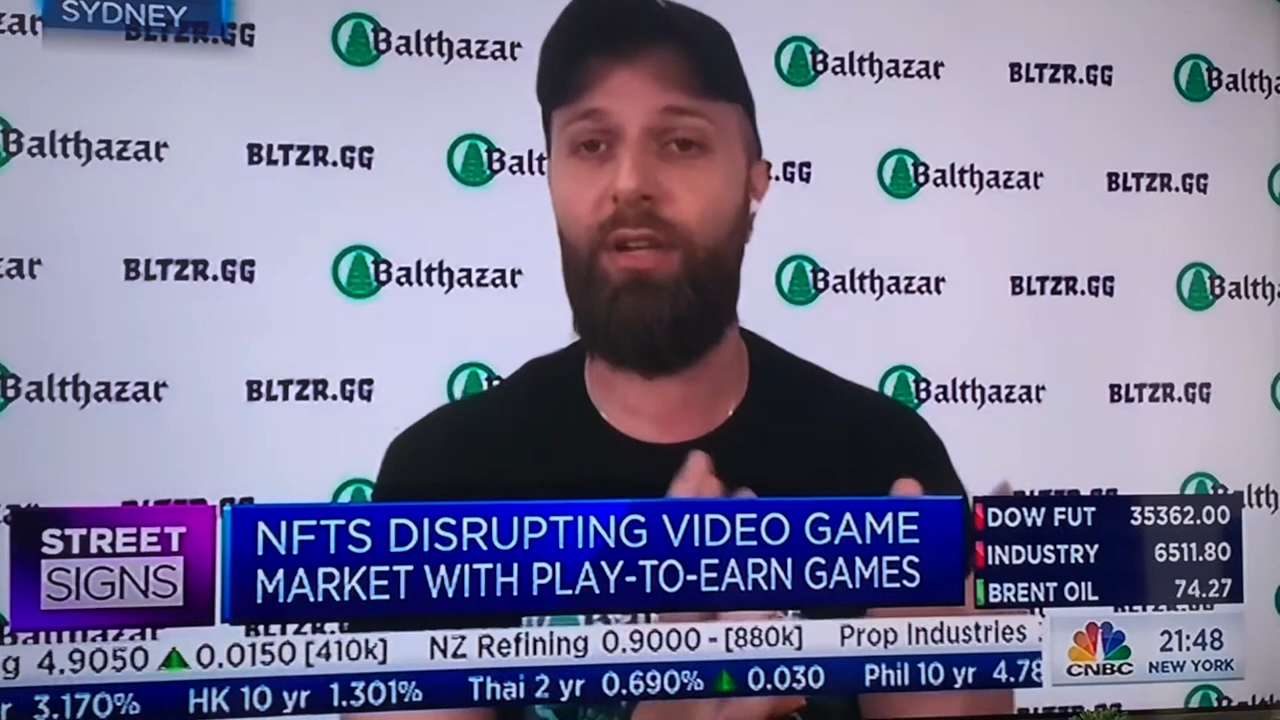 SYDNEY
BLTZR.GG
Balthazar
Balthazar
BLTZR.GG
Balthazar
BLTZR.GG
Balthazar
BLTZR.GG
BLTZR.GG
Balthazar
Balthazar
BLTZR.GG
Balthazar
BLTZR.GG
Balthazar
BLTZR.GG
Balthazar
BLTZR.GG
STREET
SIGNS
NFTS DISRUPTING VIDEO GAME
MARKET WITH PLAY-TO-EARN GAMES
DOW FUT 35362.00
INDUSTRY 6511.80
BRENT OIL 74.27
g 4.9050 ▲ 0.0150 [410k] NZ Refining 0.9000 - [880k] Prop Industries
r 3.170% HK 10 yr 1.301% Thai 2 yr 0.690% ▲ 0.030 Phil 10 yr 4.78
CNBC
21:48
NEW YORK